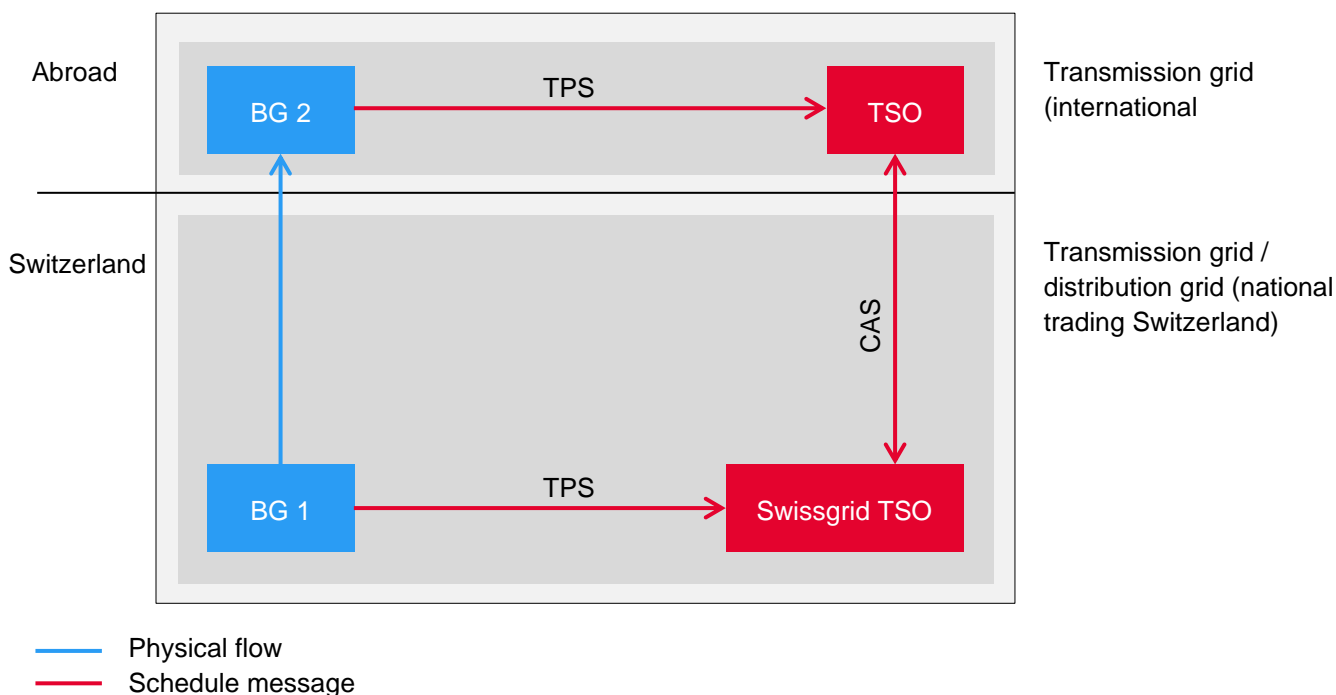 Abroad
BG 2
TPS
TSO
Transmission grid
(international
Switzerland
Transmission grid /
distribution grid (national
trading Switzerland)
CAS
BG 1
TPS
Swissgrid TSO
Physical flow
Schedule message